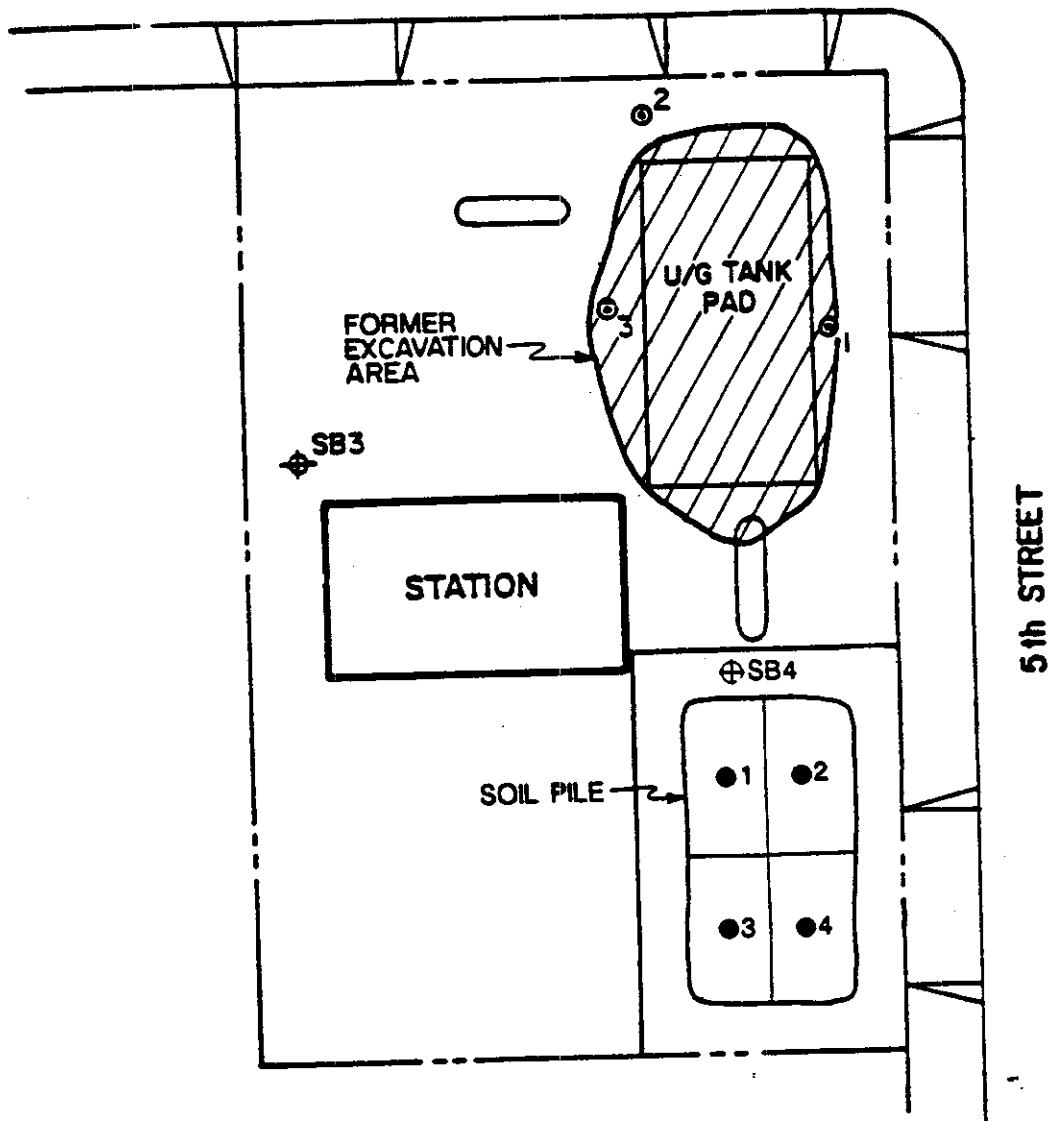 2
U/G TANK
PAD
3
1
FORMER
EXCAVATION
AREA
SB3
STATION
5th STREET
SB4
1
2
SOIL PILE
3
4